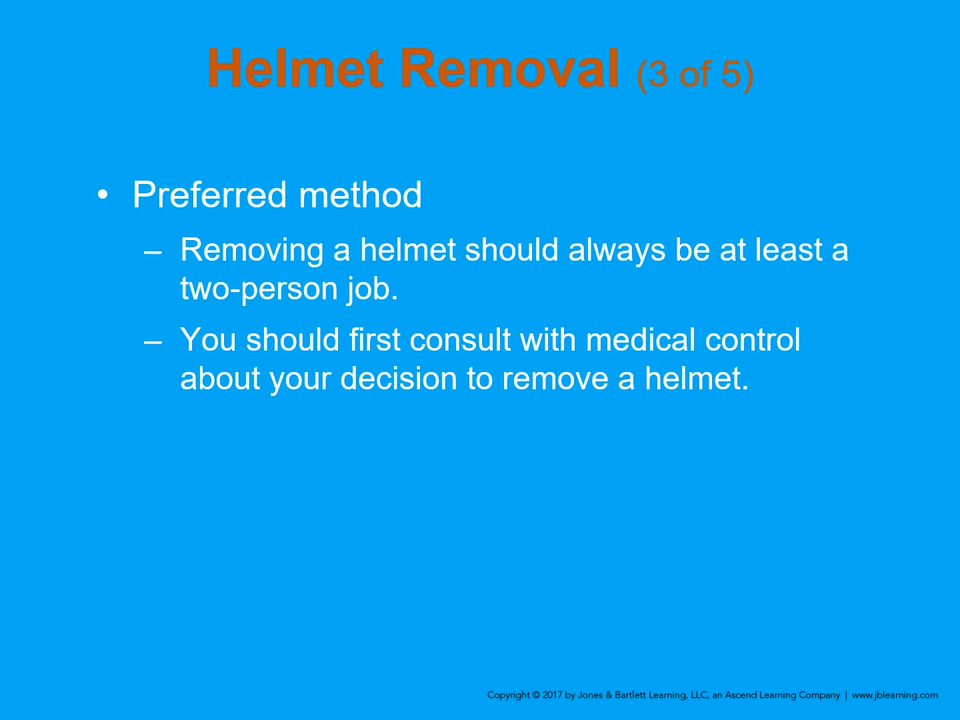 Helmet Removal (3 of 5)
• Preferred method
– Removing a helmet should always be at least a
two-person job.
– You should first consult with medical control
about your decision to remove a helmet.
Copyright © 2017 by Jones & Bartlett Learning, LLC, an Ascend Learning Company | www.jblearning.com